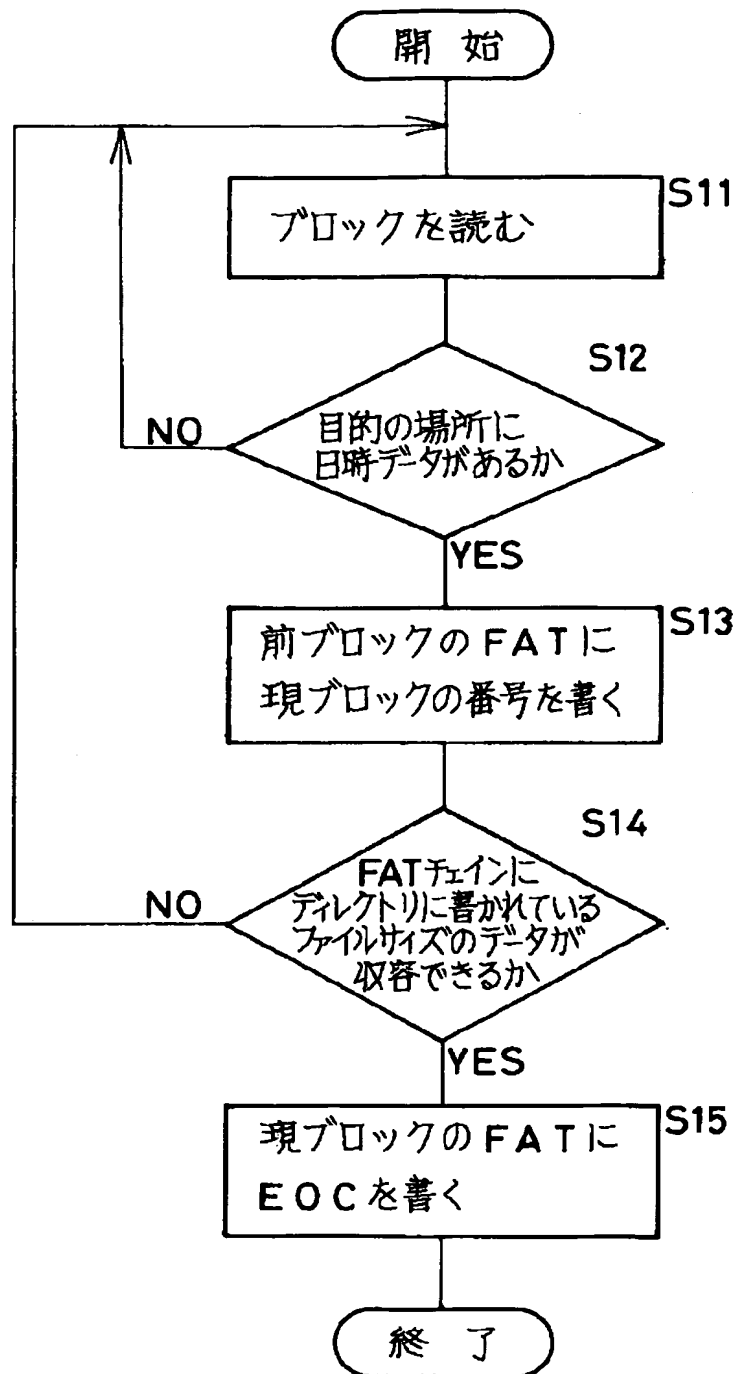 開始
S11
ブロックを読む
S12
目的の場所に
日時データがあるか
NO
YES
S13
前ブロックのFATに
現ブロックの番号を書く
S14
FATチェインに
ディレクトリに書かれている
ファイルサイズのデータが
収容できるか
NO
YES
S15
現ブロックのFATに
EOCを書く
終了